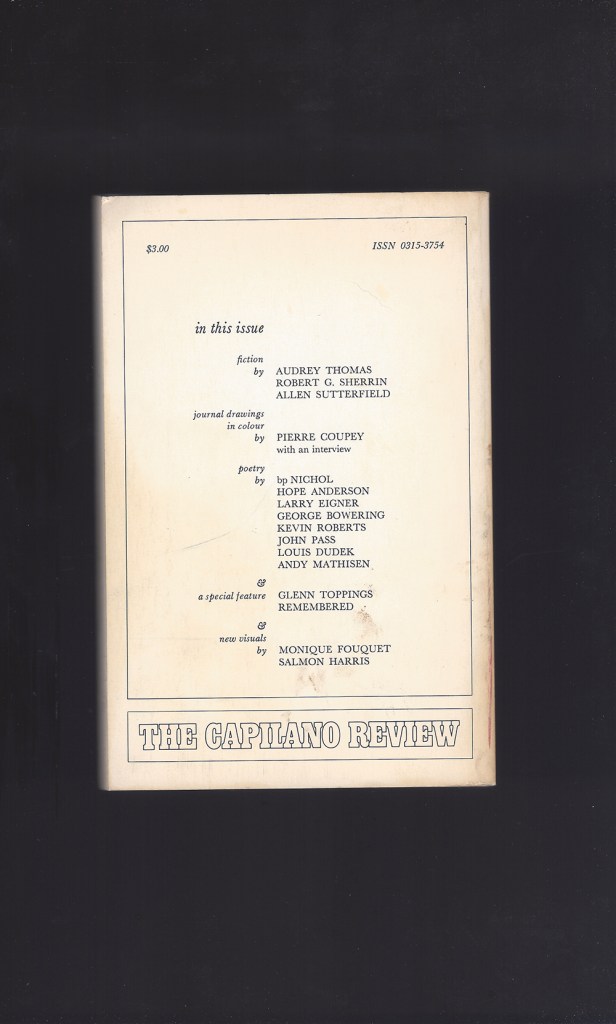 $3.00 ISSN 0315-3754
in this issue
fiction
by AUDREY THOMAS
ROBERT G. SHERRIN
ALLEN SUTTERFIELD
journal drawings
in colour
by PIERRE COUPEY
with an interview
poetry
by bp NICHOL
HOPE ANDERSON
LARRY EIGNER
GEORGE BOWERING
KEVIN ROBERTS
JOHN PASS
LOUIS DUDEK
ANDY MATHISEN
&
a special feature GLENN TOPPINGS
REMEMBERED
&
new visuals
by MONIQUE FOUQUET
SALMON HARRIS
THE CAPILANO REVIEW